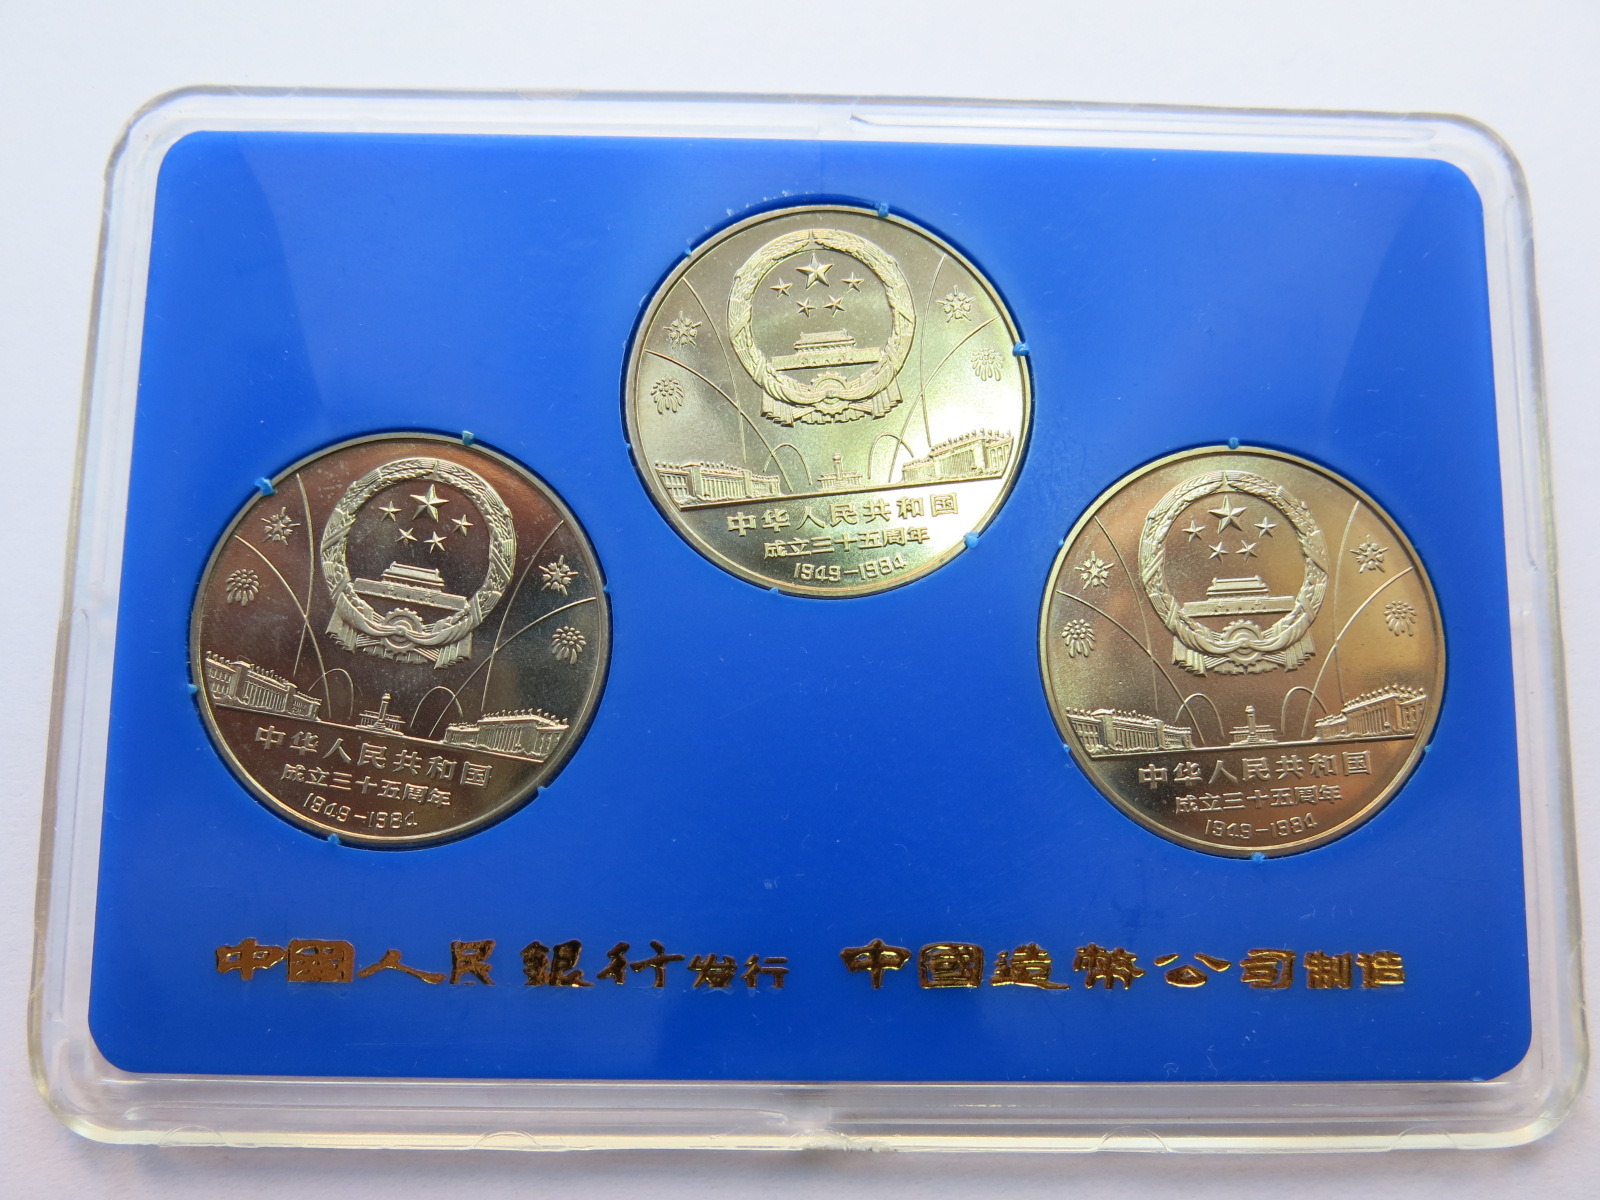 中华人民共和国
成立三十五周年
1949-1984
中华人民共和国
成立三十五周年
1949-1984
中华人民共和国
成立三十五周年
1949-1984
中國人民銀行发行 中國造幣公司制造